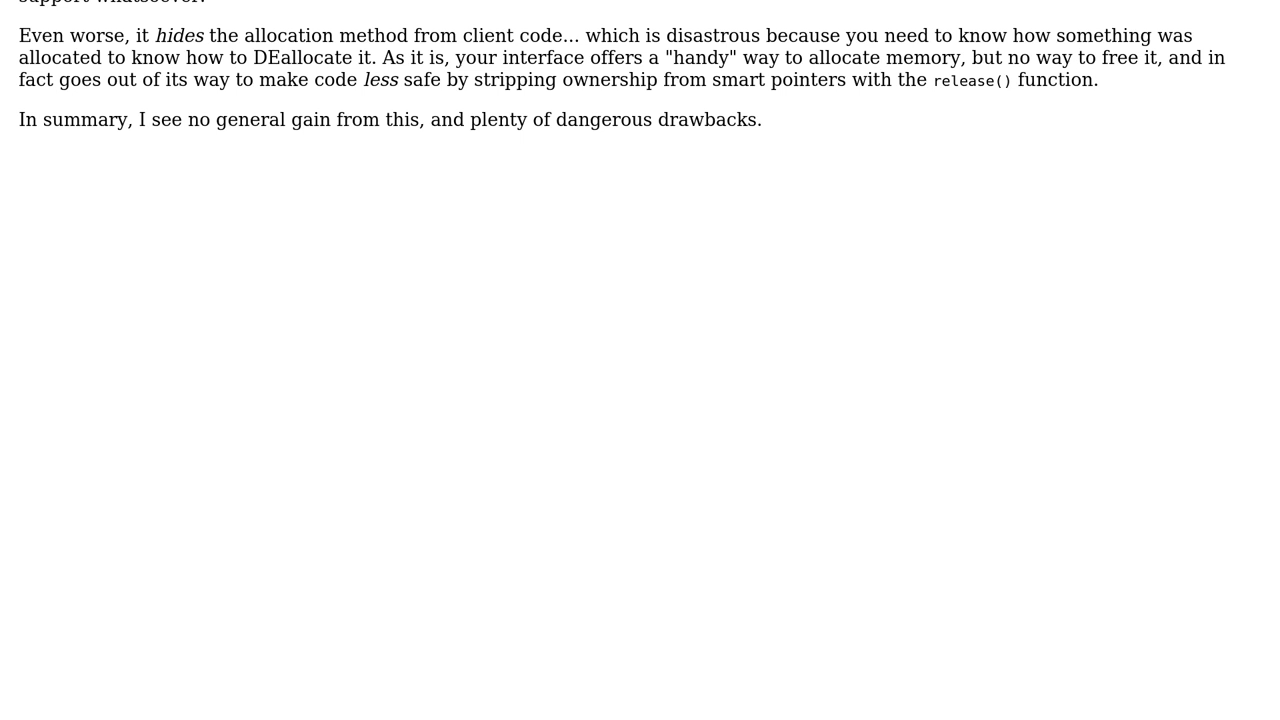 support whatsoever.
Even worse, it hides the allocation method from client code... which is disastrous because you need to know how something was
allocated to know how to DEallocate it. As it is, your interface offers a "handy" way to allocate memory, but no way to free it, and in
fact goes out of its way to make code less safe by stripping ownership from smart pointers with the release() function.
In summary, I see no general gain from this, and plenty of dangerous drawbacks.